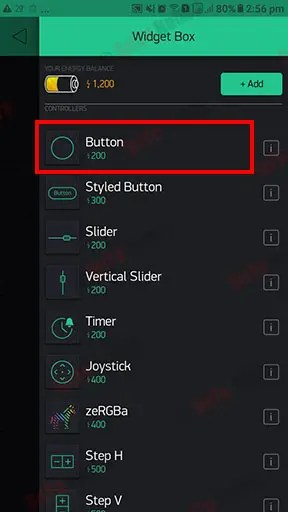 80% 2:56 pm
Widget Box
YOUR ENERGY BALANCE
1,200
+ Add
CONTROLLERS
Button
200
Styled Button
Button
300
Slider
200
Vertical Slider
200
Timer
200
Joystick
400
zeRGBa
400
Step H
500
Step V
500